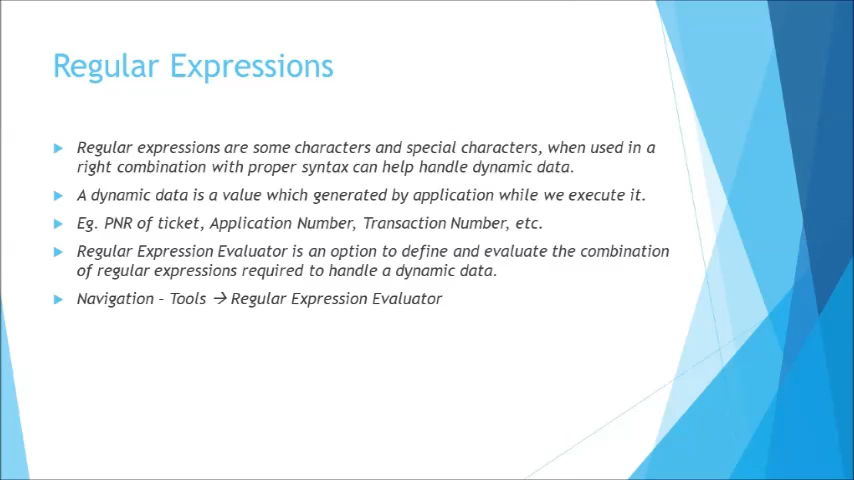 Regular Expressions
Regular expressions are some characters and special characters, when used in a
right combination with proper syntax can help handle dynamic data.
A dynamic data is a value which generated by application while we execute it.
Eg. PNR of ticket, Application Number, Transaction Number, etc.
Regular Expression Evaluator is an option to define and evaluate the combination
of regular expressions required to handle a dynamic data.
Navigation – Tools → Regular Expression Evaluator